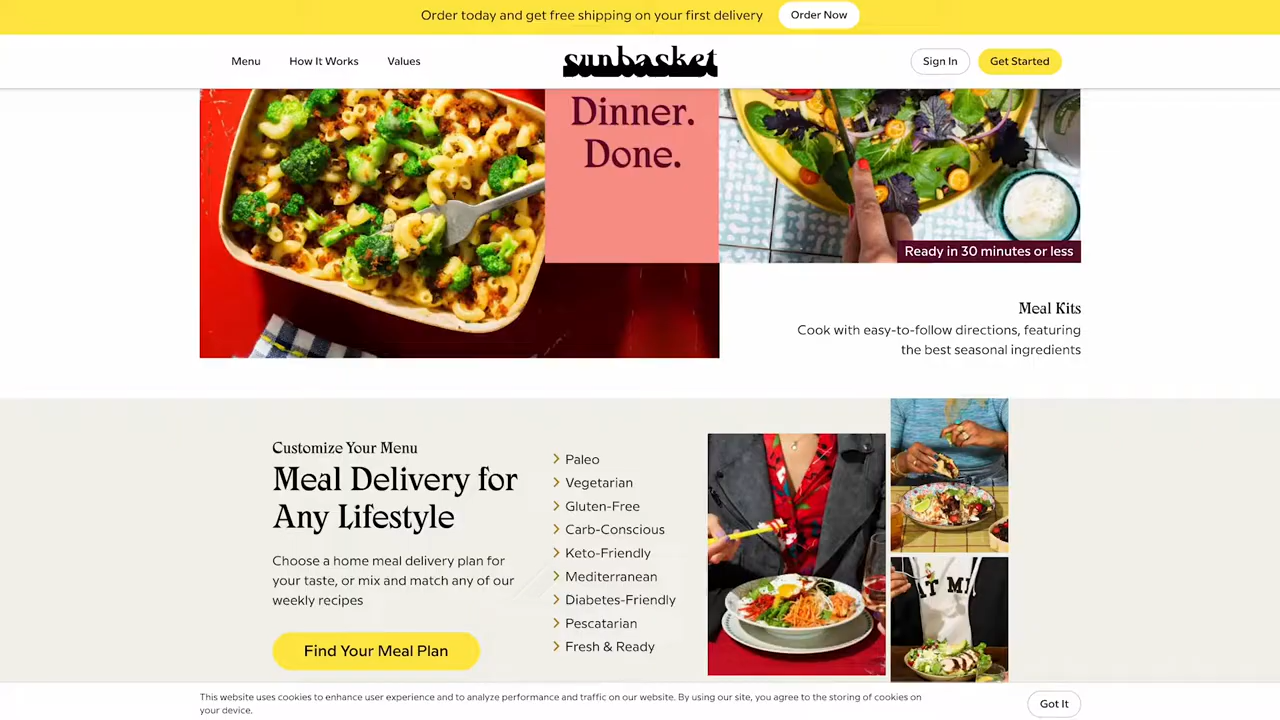 Order today and get free shipping on your first delivery
Order Now
Menu
How It Works
Values
sunbasket
Sign In
Get Started
Dinner.
Done.
Ready in 30 minutes or less
Meal Kits
Cook with easy-to-follow directions, featuring
the best seasonal ingredients
Customize Your Menu
Meal Delivery for
Any Lifestyle
Choose a home meal delivery plan for
your taste, or mix and match any of our
weekly recipes
Find Your Meal Plan
Paleo
Vegetarian
Gluten-Free
Carb-Conscious
Keto-Friendly
Mediterranean
Diabetes-Friendly
Pescatarian
Fresh & Ready
This website uses cookies to enhance user experience and to analyze performance and traffic on our website. By using our site, you agree to the storing of cookies on
your device.
Got It